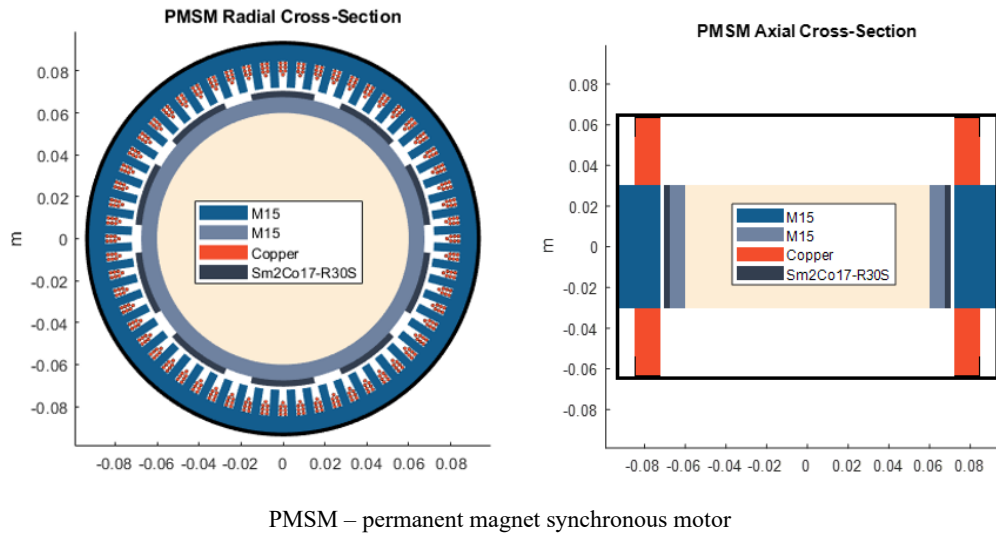 PMSM Radial Cross-Section
0.08
0.06
0.04
0.02
0
-0.02
-0.04
-0.06
-0.08
m
-0.08 -0.06 -0.04 -0.02 0 0.02 0.04 0.06 0.08
M15
M15
Copper
Sm2Co17-R30S
PMSM Axial Cross-Section
0.08
0.06
0.04
0.02
0
-0.02
-0.04
-0.06
-0.08
m
-0.08 -0.06 -0.04 -0.02 0 0.02 0.04 0.06 0.08
M15
M15
Copper
Sm2Co17-R30S
PMSM – permanent magnet synchronous motor